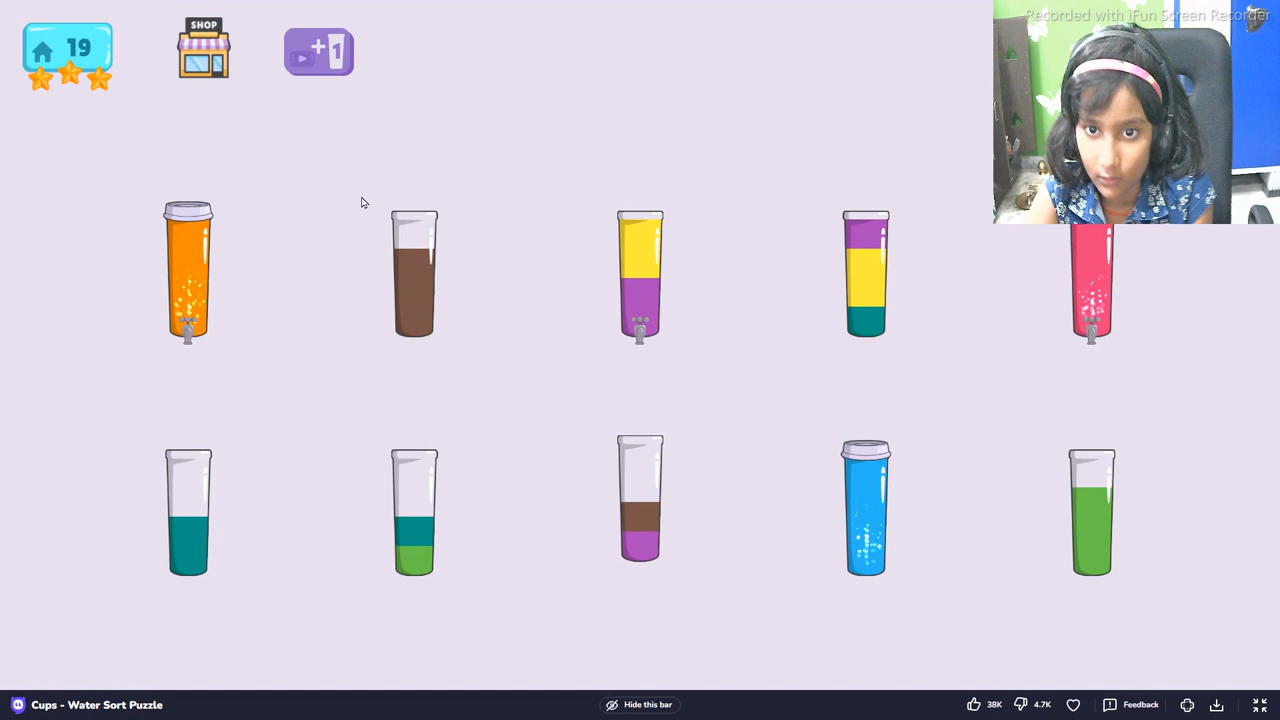 Recorded with iFun Screen Recorder
19
SHOP
+1
Cups - Water Sort Puzzle
Hide this bar
38K
4.7K
Feedback